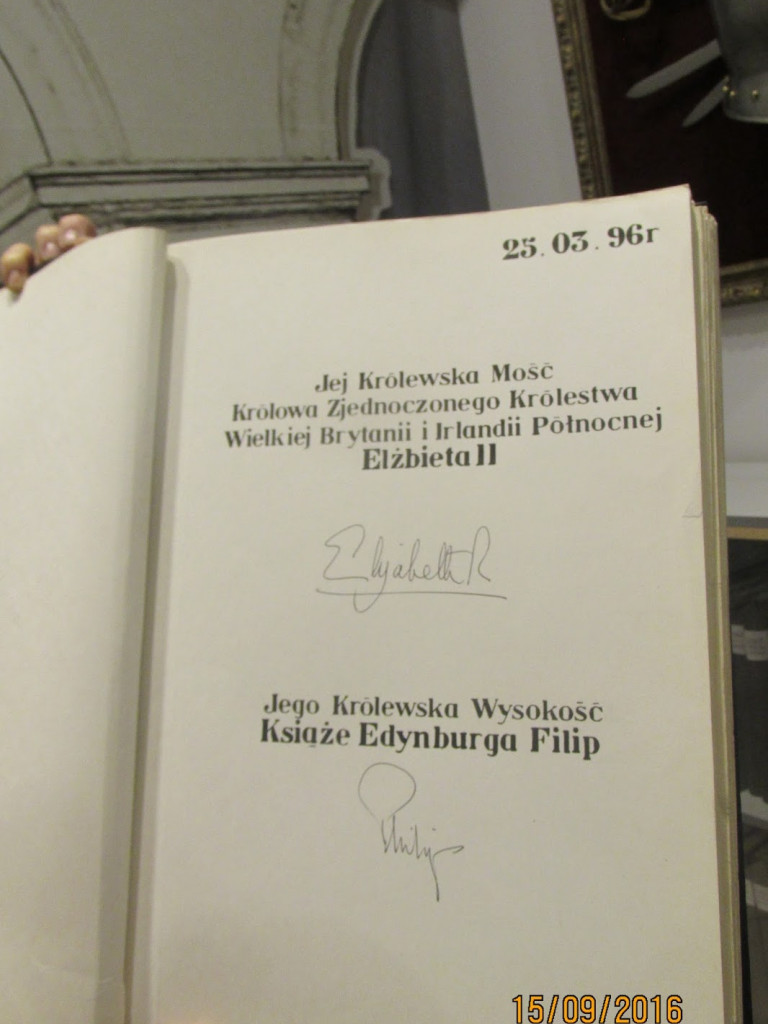 25.03.96r
Jej Królewska Mość
Królowa Zjednoczonego Królestwa
Wielkiej Brytanii i Irlandii Północnej
Elżbieta II
Elizabeth R
Jego Królewska Wysokość
Książe Edynburga Filip
Philip
15/09/2016